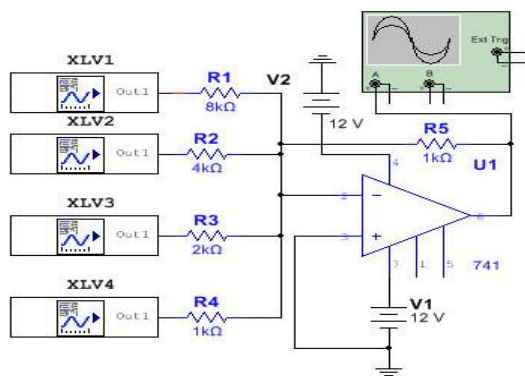 XLV1
Out1
R1
8kΩ
XLV2
Out1
R2
4kΩ
XLV3
Out1
R3
2kΩ
XLV4
Out1
R4
1kΩ
V2
12 V
Ext Trig
A
B
R5
1kΩ
U1
4
2
3
6
7
1
5
741
V1
12 V